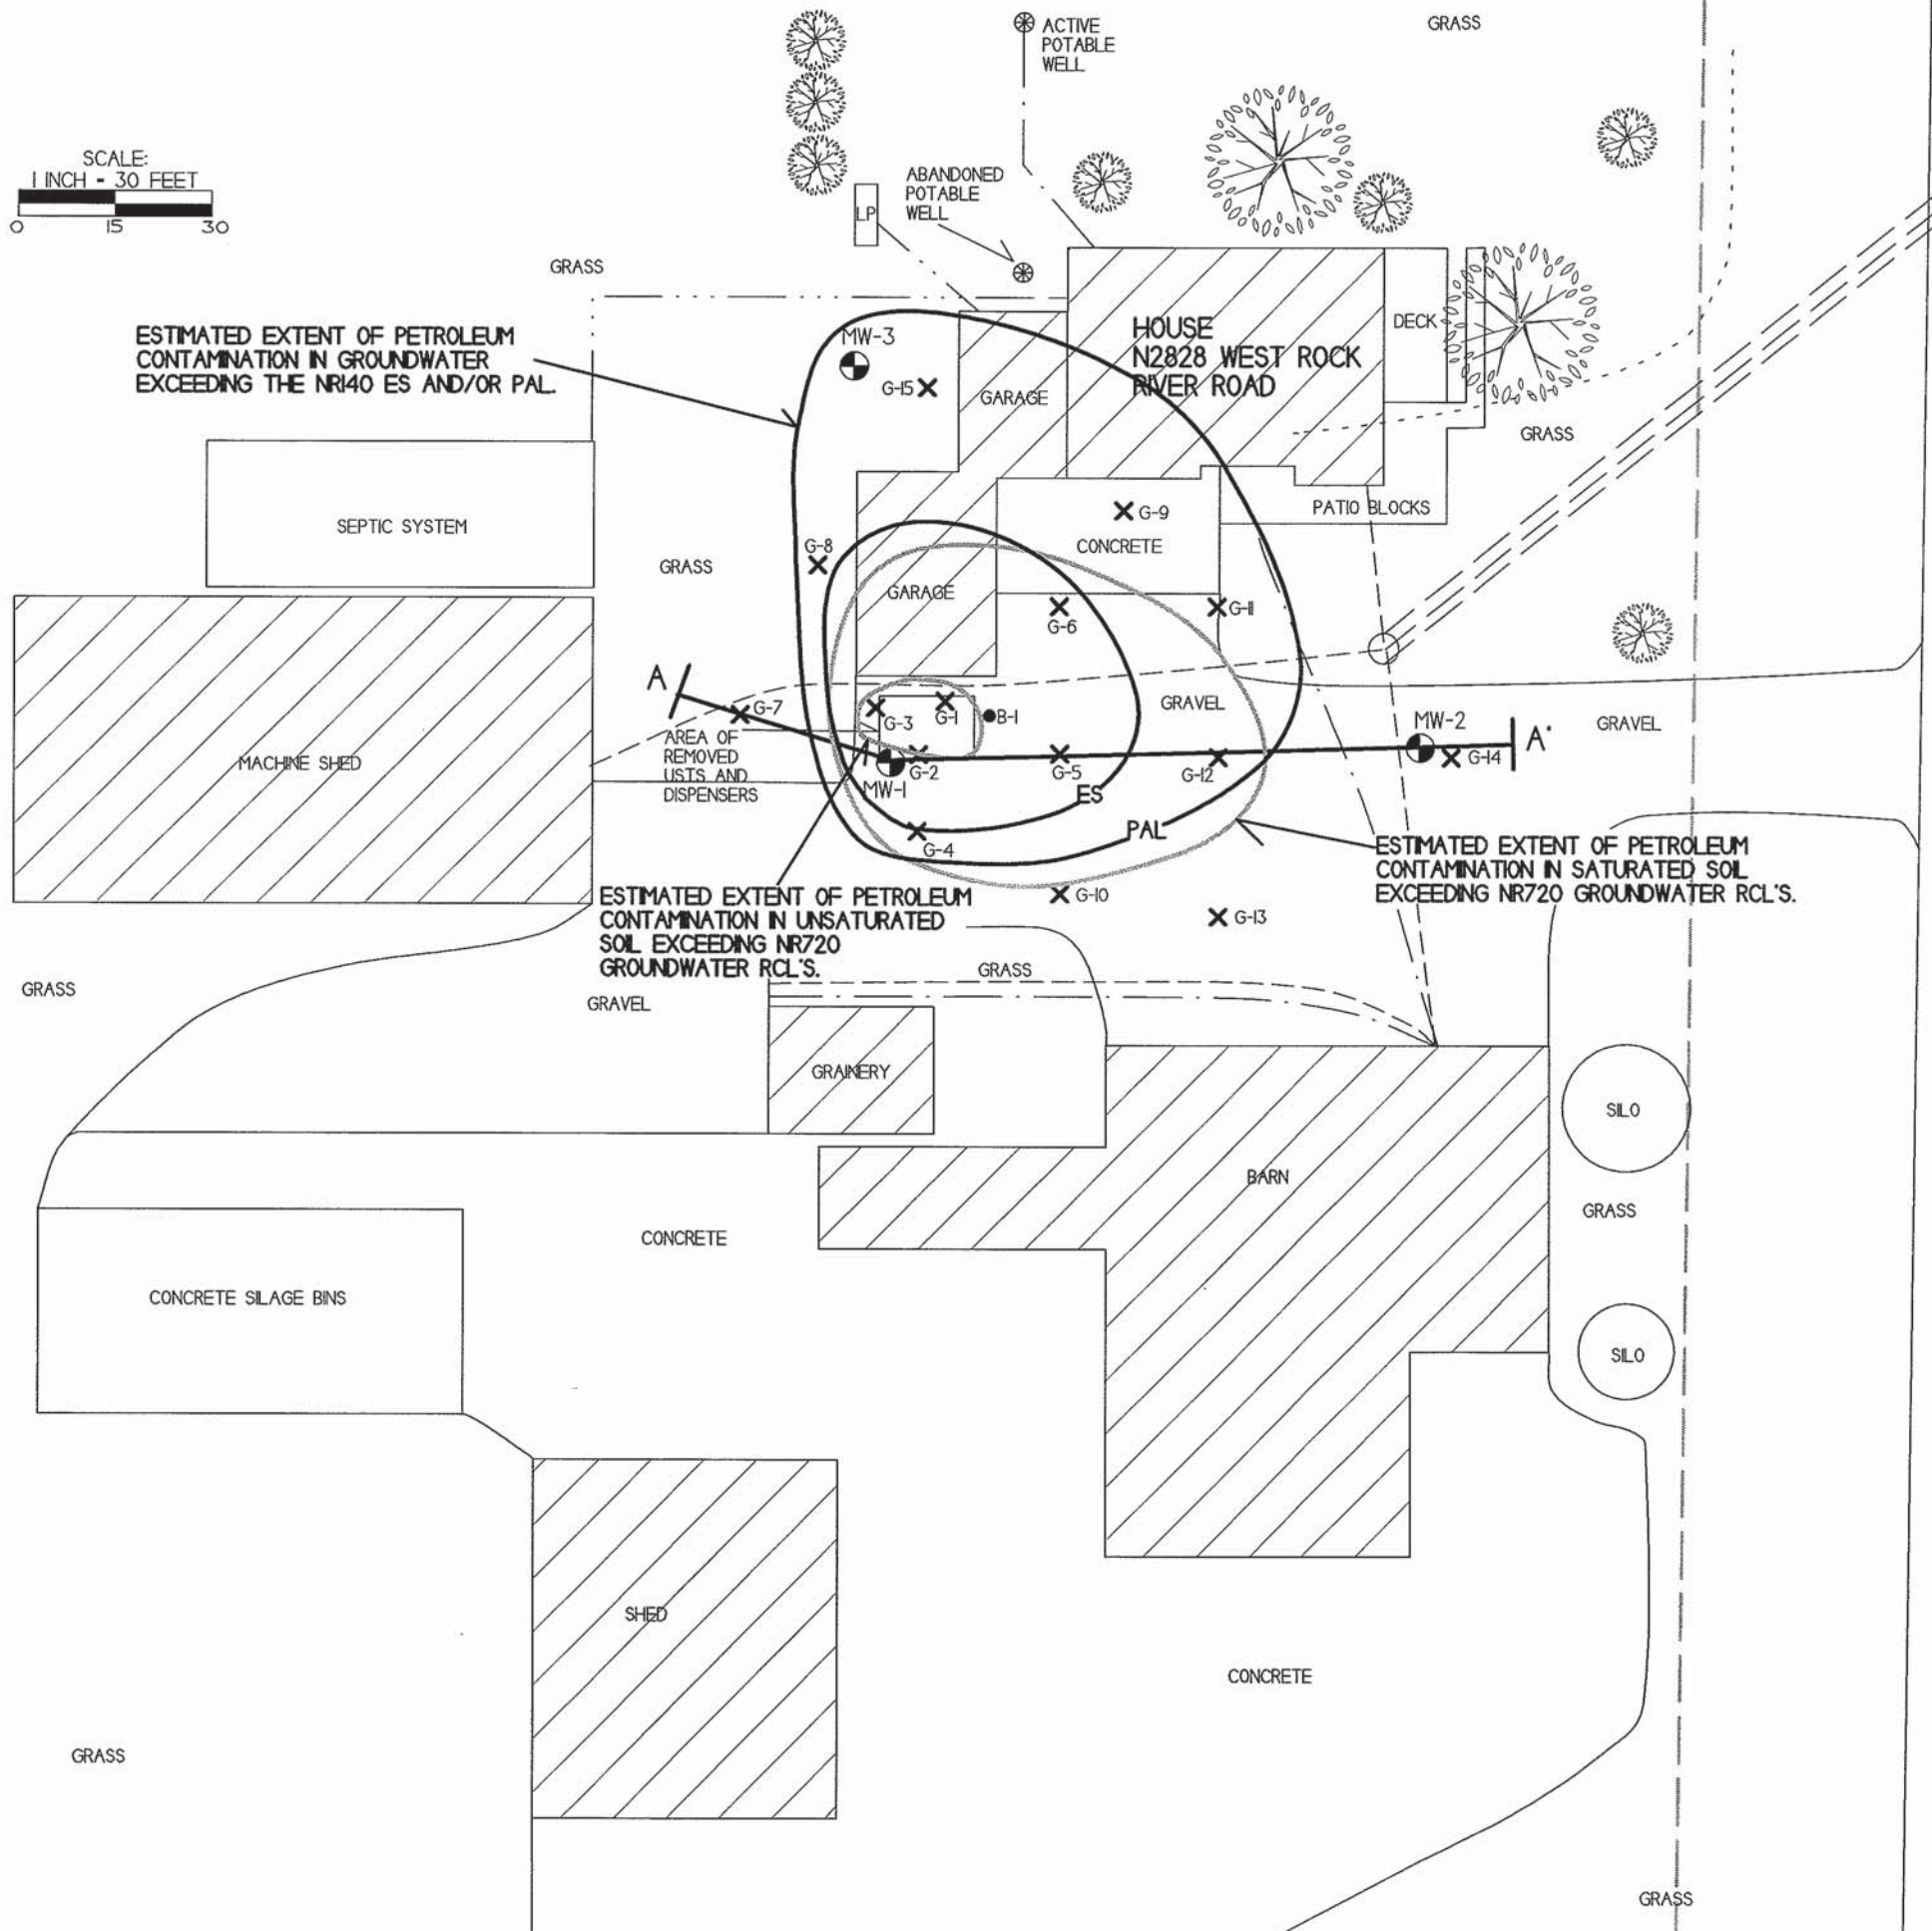 GRASS
ACTIVE
POTABLE
WELL
SCALE:
1 INCH = 30 FEET
0 15 30
ABANDONED
POTABLE
WELL
LP
GRASS
ESTIMATED EXTENT OF PETROLEUM
CONTAMINATION IN GROUNDWATER
EXCEEDING THE NR140 ES AND/OR PAL.
MW-3
G-15
GARAGE
HOUSE
N2828 WEST ROCK
RIVER ROAD
DECK
GRASS
SEPTIC SYSTEM
G-8
GRASS
GARAGE
G-9
CONCRETE
PATIO BLOCKS
G-6
G-11
A
G-7
G-3
G-1
B-1
GRAVEL
MW-2
A'
GRAVEL
G-14
MACHINE SHED
AREA OF
REMOVED
USTS AND
DISPENSERS
MW-1
G-2
G-5
G-12
ES
PAL
G-4
ESTIMATED EXTENT OF PETROLEUM
CONTAMINATION IN SATURATED SOIL
EXCEEDING NR720 GROUNDWATER RCL'S.
ESTIMATED EXTENT OF PETROLEUM
CONTAMINATION IN UNSATURATED
SOIL EXCEEDING NR720
GROUNDWATER RCL'S.
G-10
G-13
GRASS
GRASS
GRAVEL
GRAINERY
SILO
BARN
GRASS
CONCRETE
CONCRETE SILAGE BINS
SILO
SHED
CONCRETE
GRASS
GRASS